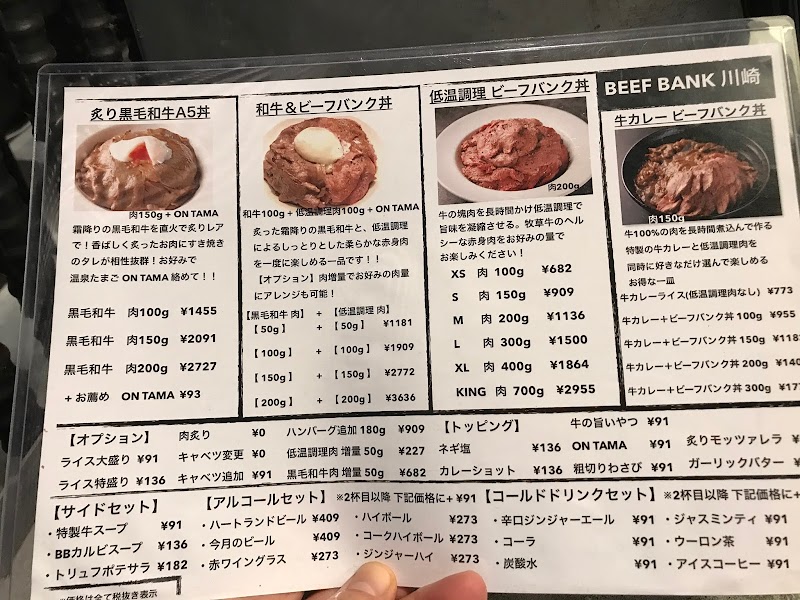 BEEF BANK 川崎
炙り黒毛和牛A5丼
肉150g + ON TAMA
霜降りの黒毛和牛を直火で炙りレア
で！香ばしく炙ったお肉にすき焼き
のタレが相性抜群！お好みで
温泉たまご ON TAMA 絡めて！！
黒毛和牛 肉100g ¥1455
黒毛和牛 肉150g ¥2091
黒毛和牛 肉200g ¥2727
+ お薦め ON TAMA ¥93
和牛＆ビーフバンク丼
和牛100g + 低温調理肉100g + ON TAMA
炙った霜降りの黒毛和牛と、低温調理
によるしっとりとした柔らかな赤身肉
を一度に楽しめる一品です！！
【オプション】肉増量でお好みの肉量
にアレンジも可能！
【黒毛和牛 肉】 + 【低温調理 肉】
【50g】 + 【50g】 ¥1181
【100g】 + 【100g】 ¥1909
【150g】 + 【150g】 ¥2772
【200g】 + 【200g】 ¥3636
低温調理 ビーフバンク丼
肉200g
牛の塊肉を長時間かけ低温調理で
旨味を凝縮させる。牧草牛のヘル
シーな赤身肉をお好みの量で
お楽しみください！
XS 肉 100g ¥682
S 肉 150g ¥909
M 肉 200g ¥1136
L 肉 300g ¥1500
XL 肉 400g ¥1864
KING 肉 700g ¥2955
牛カレー ビーフバンク丼
肉150g
牛100%の肉を長時間煮込んで作る
特製の牛カレーと低温調理肉を
同時に好きなだけ選んで楽しめる
お得な一皿
牛カレーライス(低温調理肉なし) ¥773
牛カレー＋ビーフバンク丼 100g ¥955
牛カレー＋ビーフバンク丼 150g ¥118
牛カレー＋ビーフバンク丼 200g ¥140
牛カレー＋ビーフバンク丼 300g ¥17
【オプション】 肉炙り ¥0 ハンバーグ追加 180g ¥909
ライス大盛り ¥91 キャベツ変更 ¥0 低温調理肉 増量 50g ¥227
ライス特盛り ¥136 キャベツ追加 ¥91 黒毛和牛肉 増量 50g ¥682
【トッピング】 牛の旨いやつ ¥91
ネギ塩 ¥136 ON TAMA ¥91 炙りモッツァレラ ¥
カレーショット ¥136 粗切りわさび ¥91 ガーリックバター ¥
【サイドセット】
・特製牛スープ ¥91
・BBカルビスープ ¥136
・トリュフポテサラ ¥182
【アルコールセット】 ※2杯目以降 下記価格に+ ¥91
・ハートランドビール ¥409 ・ハイボール ¥273
・今月のビール ¥409 ・コークハイボール ¥273
・赤ワイングラス ¥273 ・ジンジャーハイ ¥273
【コールドドリンクセット】 ※2杯目以降 下記価格に+
・辛口ジンジャーエール ¥91 ・ジャスミンティ ¥91
・コーラ ¥91 ・ウーロン茶 ¥91
・炭酸水 ¥91 ・アイスコーヒー ¥91
※価格は全て税抜き表示